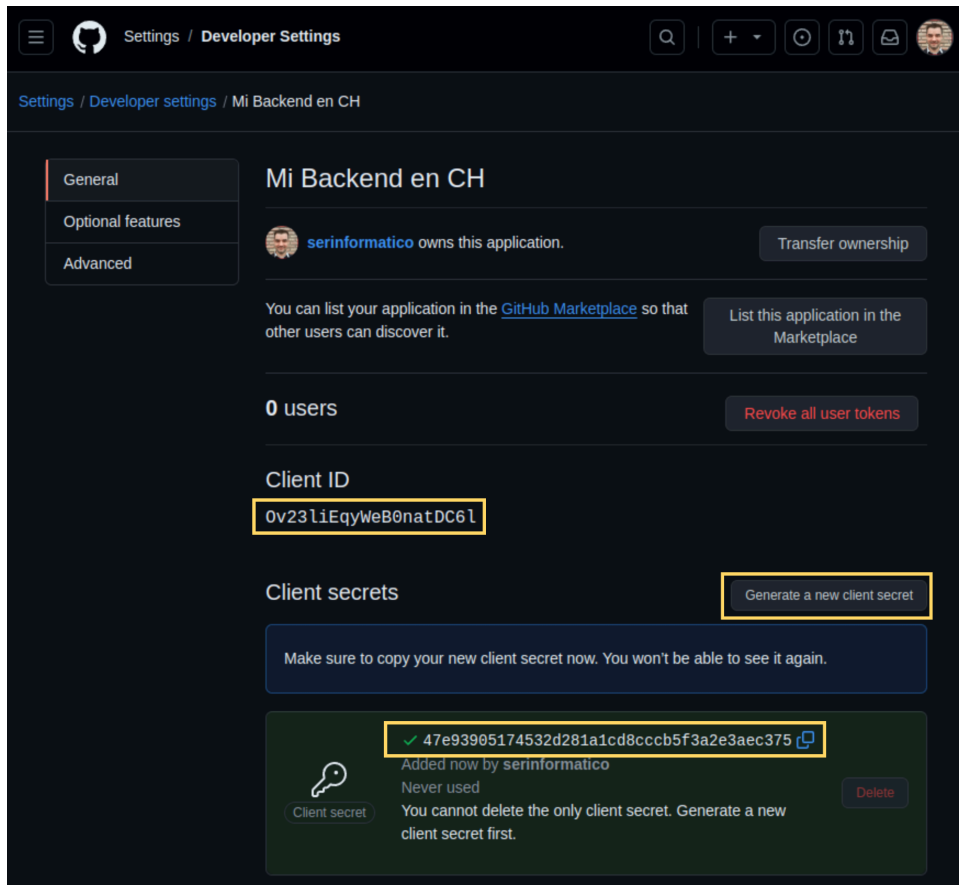 Settings / Developer Settings
Settings / Developer settings / Mi Backend en CH
General
Optional features
Advanced
Mi Backend en CH
serinformatico owns this application.
Transfer ownership
You can list your application in the GitHub Marketplace so that
other users can discover it.
List this application in the
Marketplace
0 users
Revoke all user tokens
Client ID
Ov23liEqyWeB0natDC6l
Client secrets
Generate a new client secret
Make sure to copy your new client secret now. You won't be able to see it again.
47e93905174532d281a1cd8cccb5f3a2e3aec375
Added now by serinformatico
Never used
You cannot delete the only client secret. Generate a new
client secret first.
Client secret
Delete